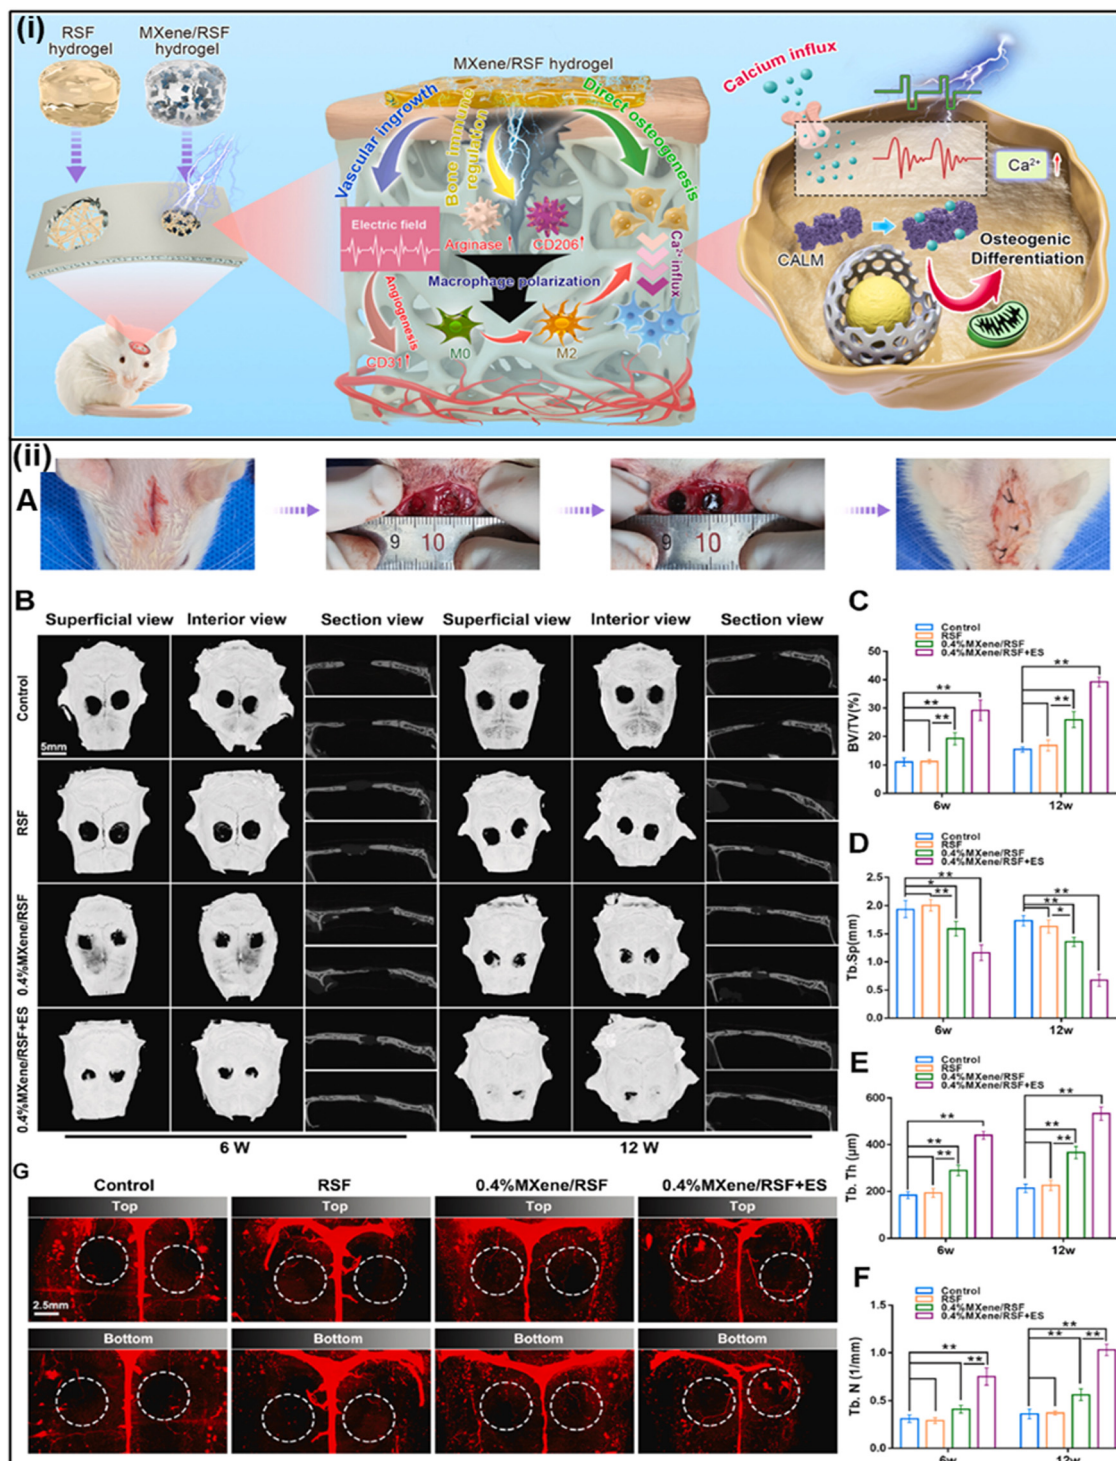 (i)
RSF
hydrogel
MXene/RSF
hydrogel
MXene/RSF hydrogel
Vascular ingrowth
Bone immune
regulation
Direct osteogenesis
Electric field
Arginase↑
CD206↑
Macrophage polarization
Angiogenesis
CD31↑
M0
M2
Ca²⁺ influx
Calcium influx
Ca²⁺
CALM
Osteogenic
Differentiation
(ii)
A
9 10
9 10
B
Superficial view Interior view Section view Superficial view Interior view Section view
Control
5mm
RSF
0.4%MXene/RSF
0.4%MXene/RSF+ES
6 W
12 W
C
Control
RSF
0.4%MXene/RSF
0.4%MXene/RSF+ES
BV/TV(%)
50
40
30
20
10
0
** ** **
** ** **
6w 12w
D
Control
RSF
0.4%MXene/RSF
0.4%MXene/RSF+ES
Tb.Sp(mm)
2.5
2.0
1.5
1.0
0.5
0.0
** * **
** ** *
6w 12w
E
Control
RSF
0.4%MXene/RSF
0.4%MXene/RSF+ES
Tb. Th (μm)
600
400
200
0
** ** **
** ** **
6w 12w
F
Control
RSF
0.4%MXene/RSF
0.4%MXene/RSF+ES
Tb. N (1/mm)
1.5
1.0
0.5
0.0
** * **
** ** **
6w 12w
G
Control RSF 0.4%MXene/RSF 0.4%MXene/RSF+ES
Top Top Top Top
2.5mm
Bottom Bottom Bottom Bottom